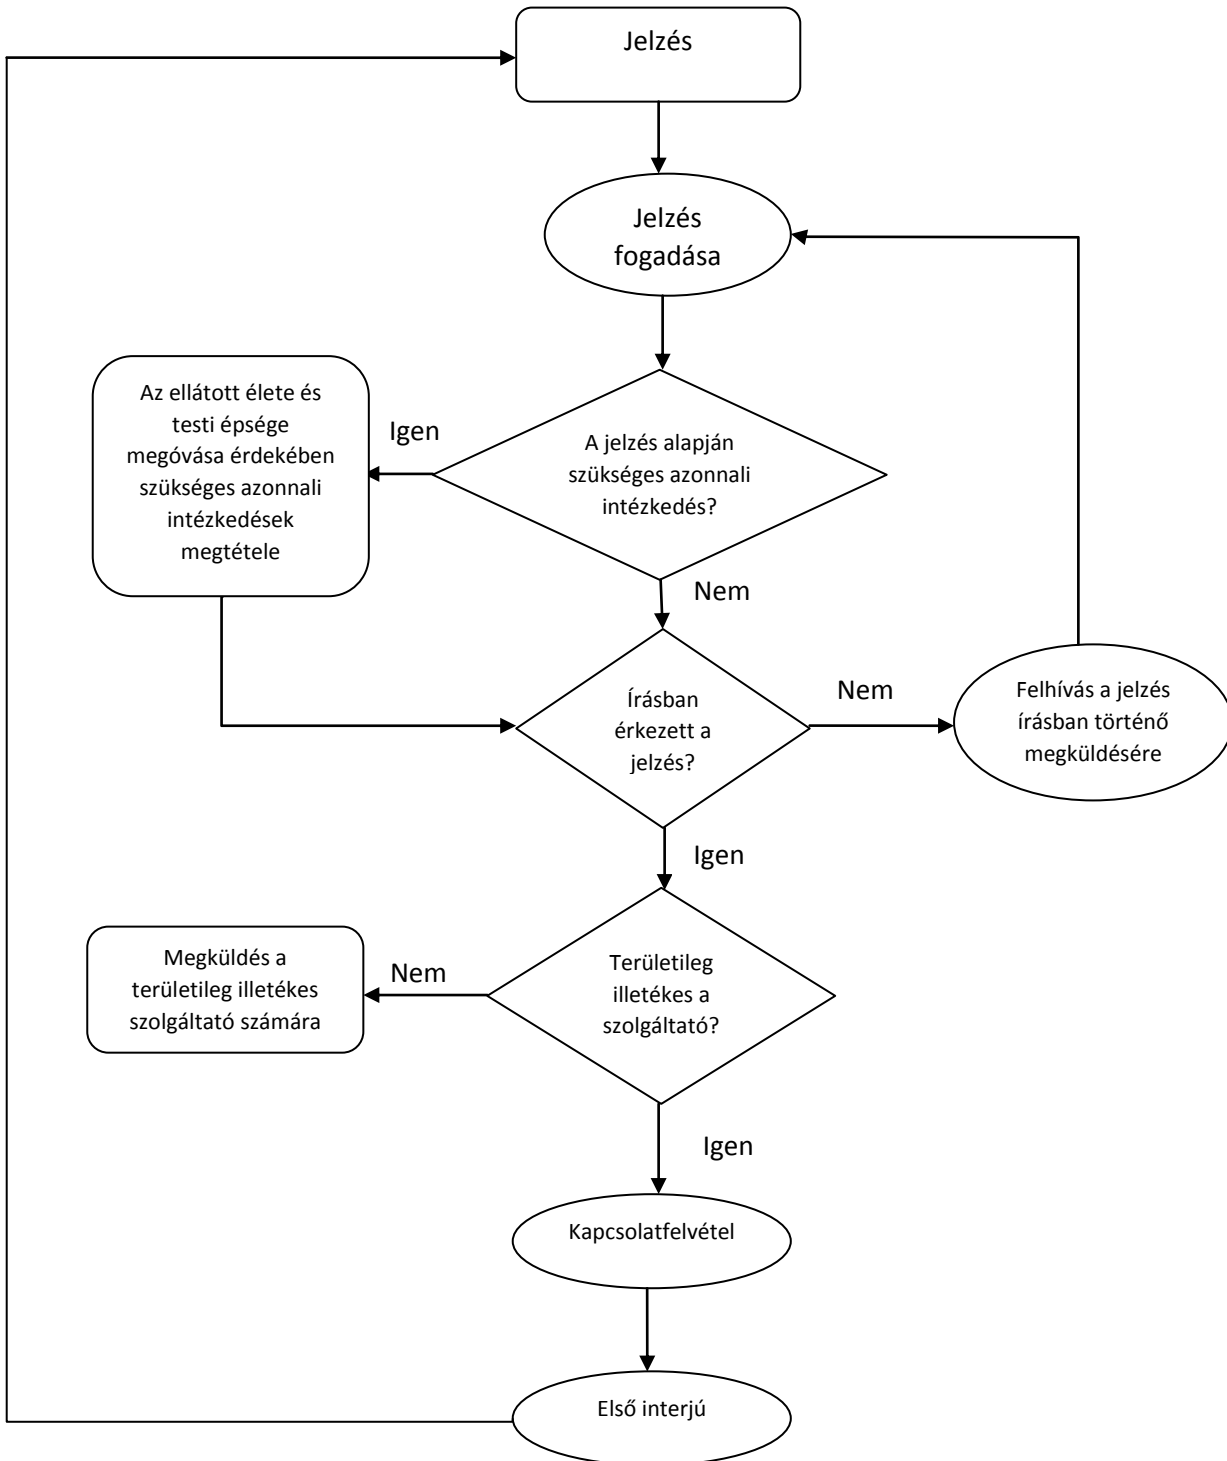 Jelzés
Jelzés
fogadása
Az ellátott élete és
testi épsége
megóvása érdekében
szükséges azonnali
intézkedések
megtétele
Igen
A jelzés alapján
szükséges azonnali
intézkedés?
Nem
Írásban
érkezett a
jelzés?
Nem
Felhívás a jelzés
írásban történő
megküldésére
Igen
Megküldés a
területileg illetékes
szolgáltató számára
Nem
Területileg
illetékes a
szolgáltató?
Igen
Kapcsolatfelvétel
Első interjú